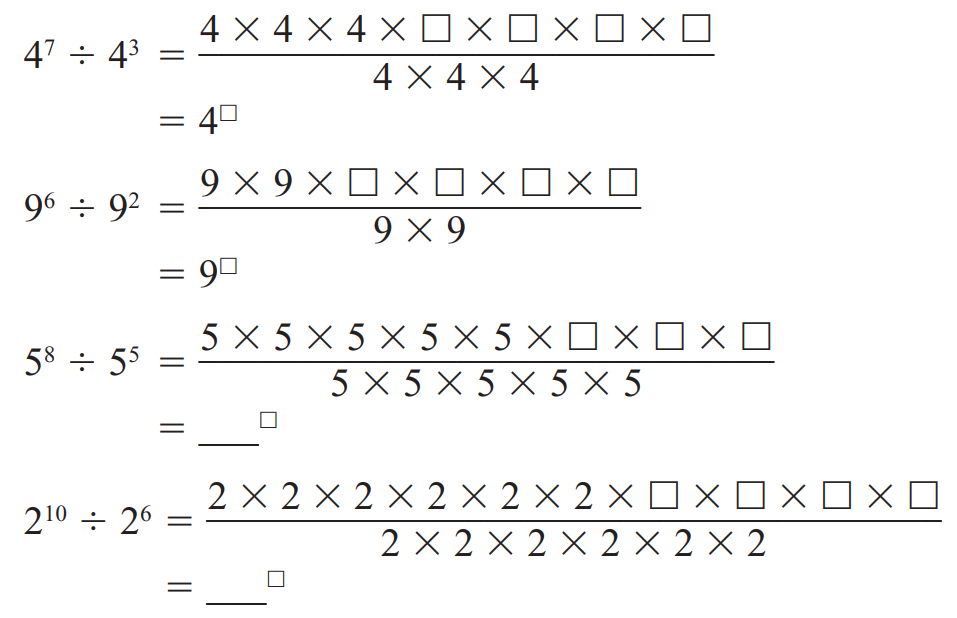 4⁷ ÷ 4³ = (4 × 4 × 4 × □ × □ × □ × □) / (4 × 4 × 4)
= 4^□
9⁶ ÷ 9² = (9 × 9 × □ × □ × □ × □) / (9 × 9)
= 9^□
5⁸ ÷ 5⁵ = (5 × 5 × 5 × 5 × 5 × □ × □ × □) / (5 × 5 × 5 × 5 × 5)
= ___^□
2¹⁰ ÷ 2⁶ = (2 × 2 × 2 × 2 × 2 × 2 × □ × □ × □ × □) / (2 × 2 × 2 × 2 × 2 × 2)
= ___^□